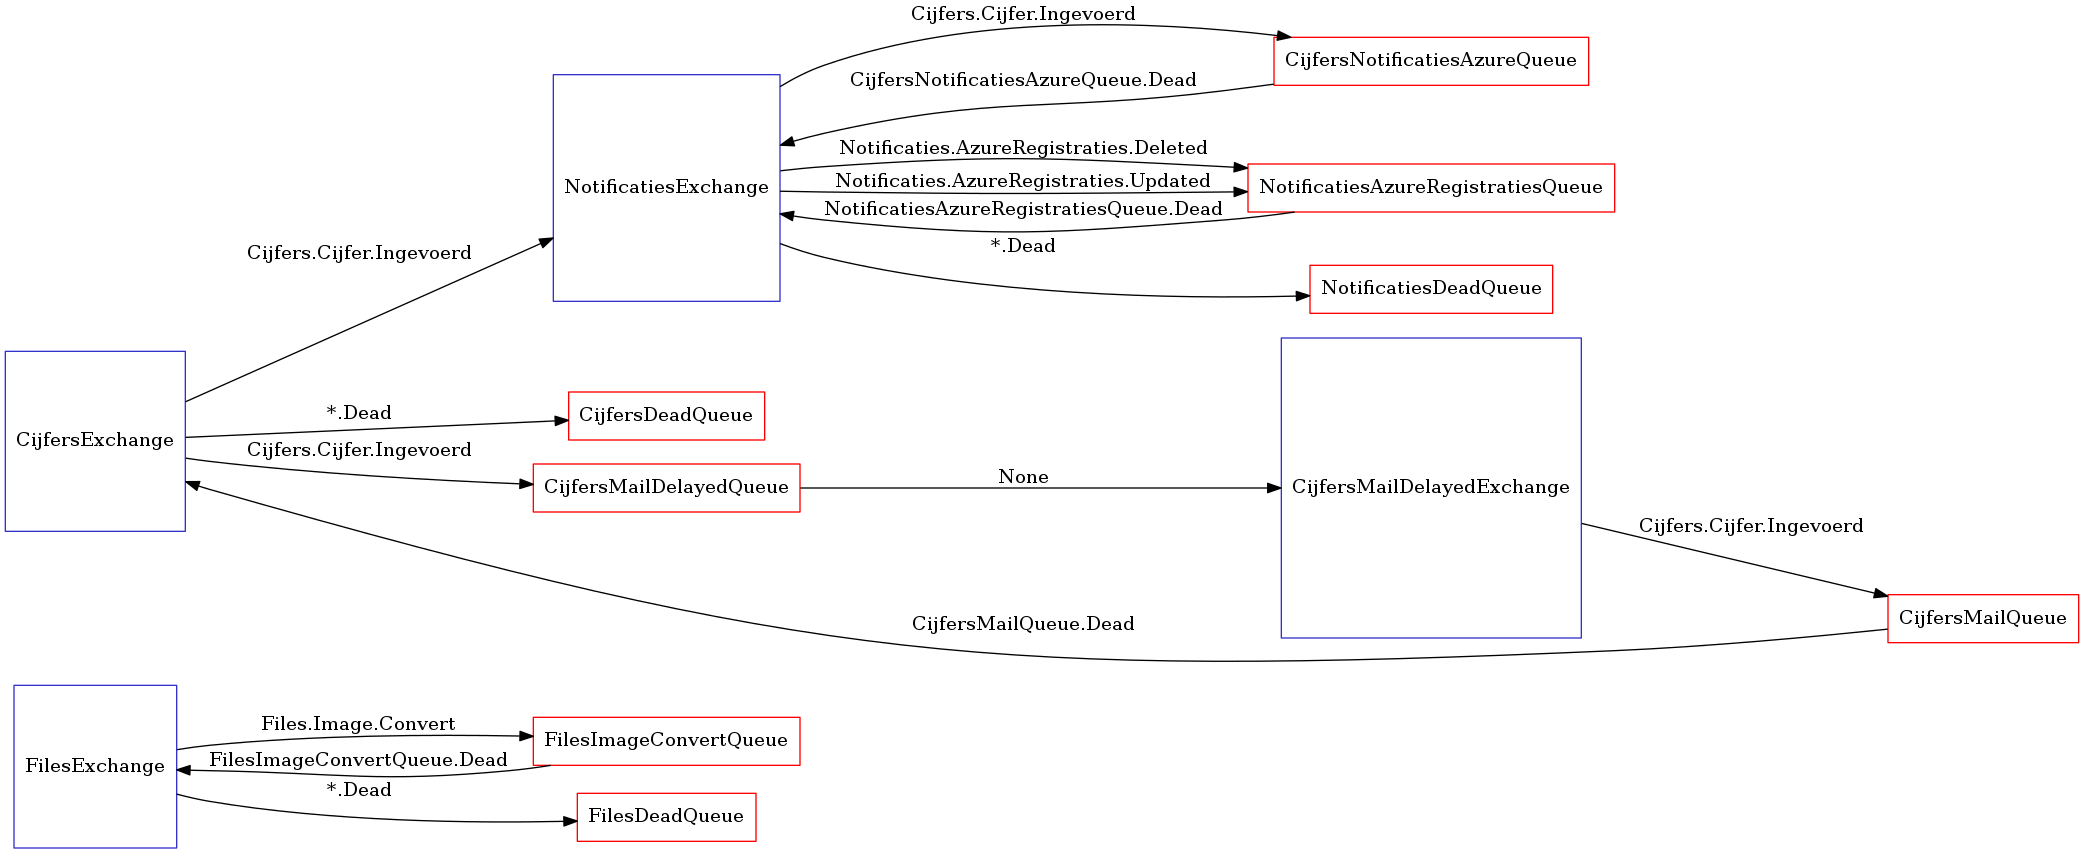 Cijfers.Cijfer.Ingevoerd
CijfersNotificatiesAzureQueue
CijfersNotificatiesAzureQueue.Dead
Notificaties.AzureRegistraties.Deleted
NotificatiesExchange
Notificaties.AzureRegistraties.Updated
NotificatiesAzureRegistratiesQueue
NotificatiesAzureRegistratiesQueue.Dead
*.Dead
Cijfers.Cijfer.Ingevoerd
NotificatiesDeadQueue
*.Dead
CijfersDeadQueue
CijfersExchange
Cijfers.Cijfer.Ingevoerd
CijfersMailDelayedQueue
None
CijfersMailDelayedExchange
Cijfers.Cijfer.Ingevoerd
CijfersMailQueue.Dead
CijfersMailQueue
Files.Image.Convert
FilesImageConvertQueue
FilesExchange
FilesImageConvertQueue.Dead
*.Dead
FilesDeadQueue